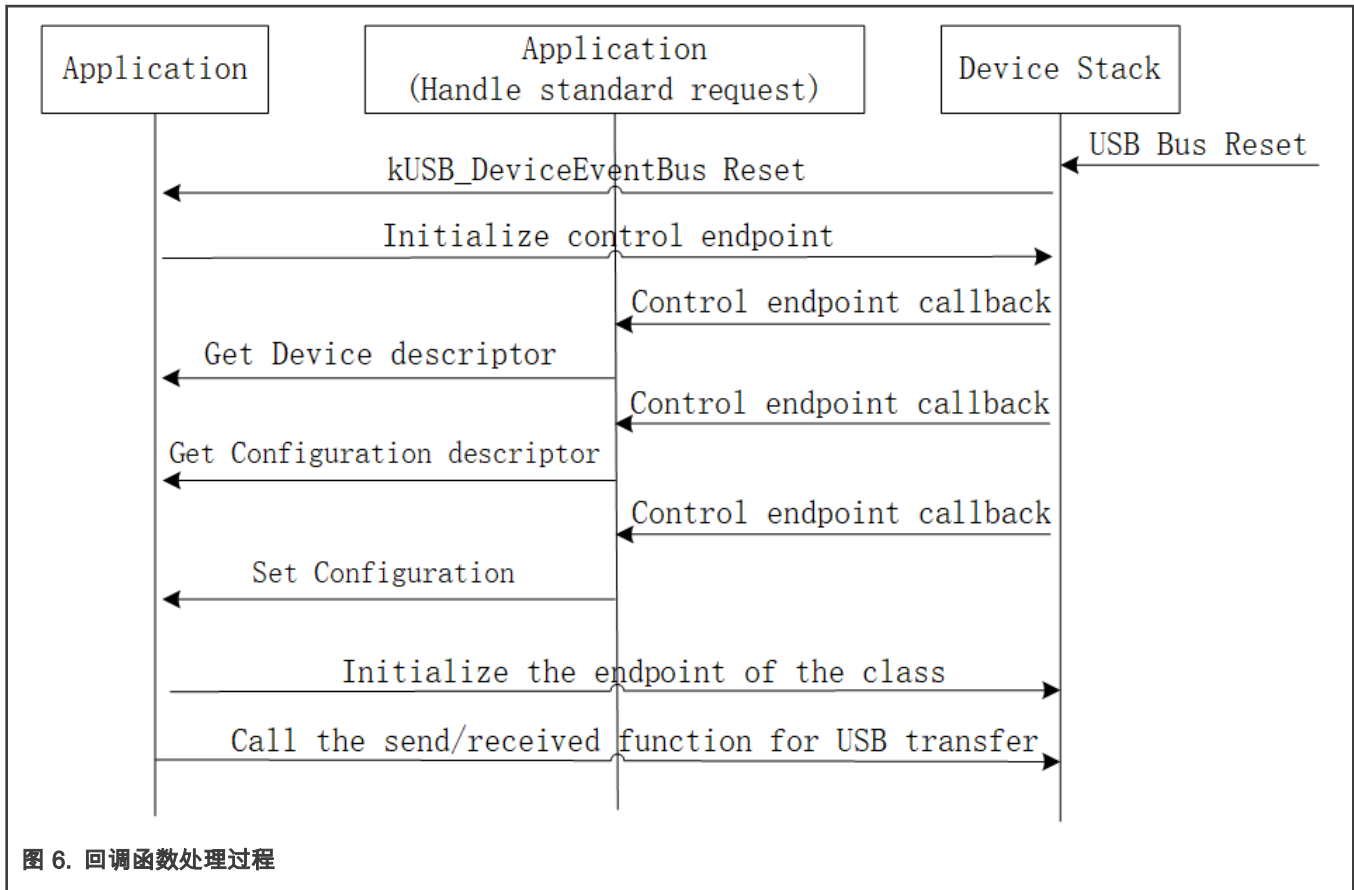 Application
Application
(Handle standard request)
Device Stack
USB Bus Reset
kUSB_DeviceEventBus Reset
Initialize control endpoint
Control endpoint callback
Get Device descriptor
Control endpoint callback
Get Configuration descriptor
Control endpoint callback
Set Configuration
Initialize the endpoint of the class
Call the send/received function for USB transfer
图 6. 回调函数处理过程